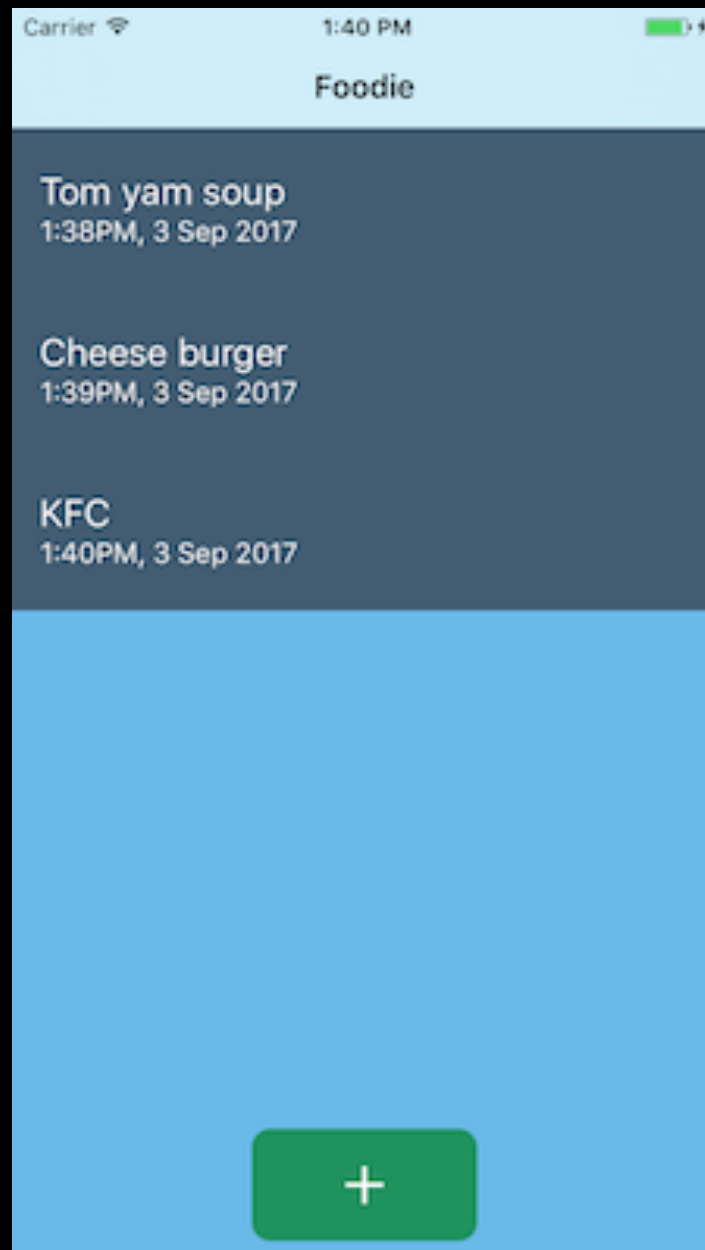 Carrier
1:40 PM
Foodie
Tom yam soup
1:38PM, 3 Sep 2017
Cheese burger
1:39PM, 3 Sep 2017
KFC
1:40PM, 3 Sep 2017
+